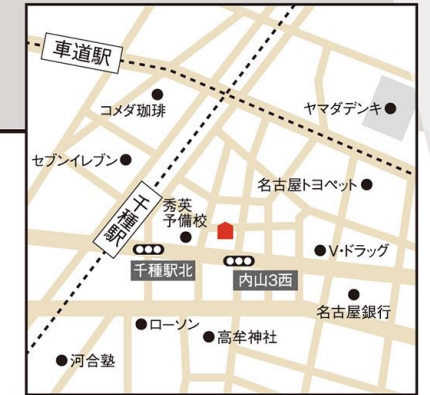 車道駅
コメダ珈琲
ヤマダデンキ
セブンイレブン
千種駅
秀英
予備校
名古屋トヨペット
千種駅北
内山3西
V・ドラッグ
名古屋銀行
ローソン
高牟神社
河合塾